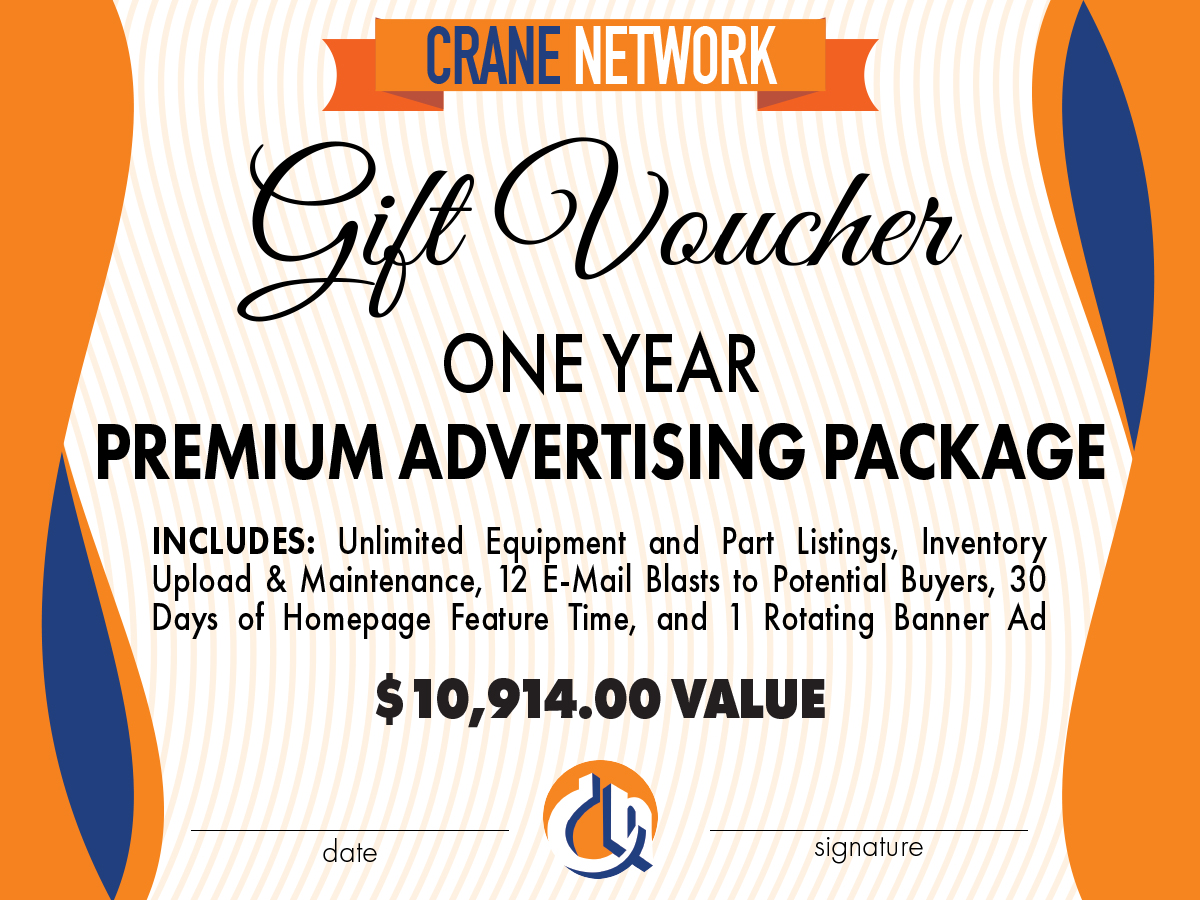 CRANE NETWORK
Gift Voucher
ONE YEAR
PREMIUM ADVERTISING PACKAGE
INCLUDES: Unlimited Equipment and Part Listings, Inventory
Upload & Maintenance, 12 E-Mail Blasts to Potential Buyers, 30
Days of Homepage Feature Time, and 1 Rotating Banner Ad
$10,914.00 VALUE
date
signature